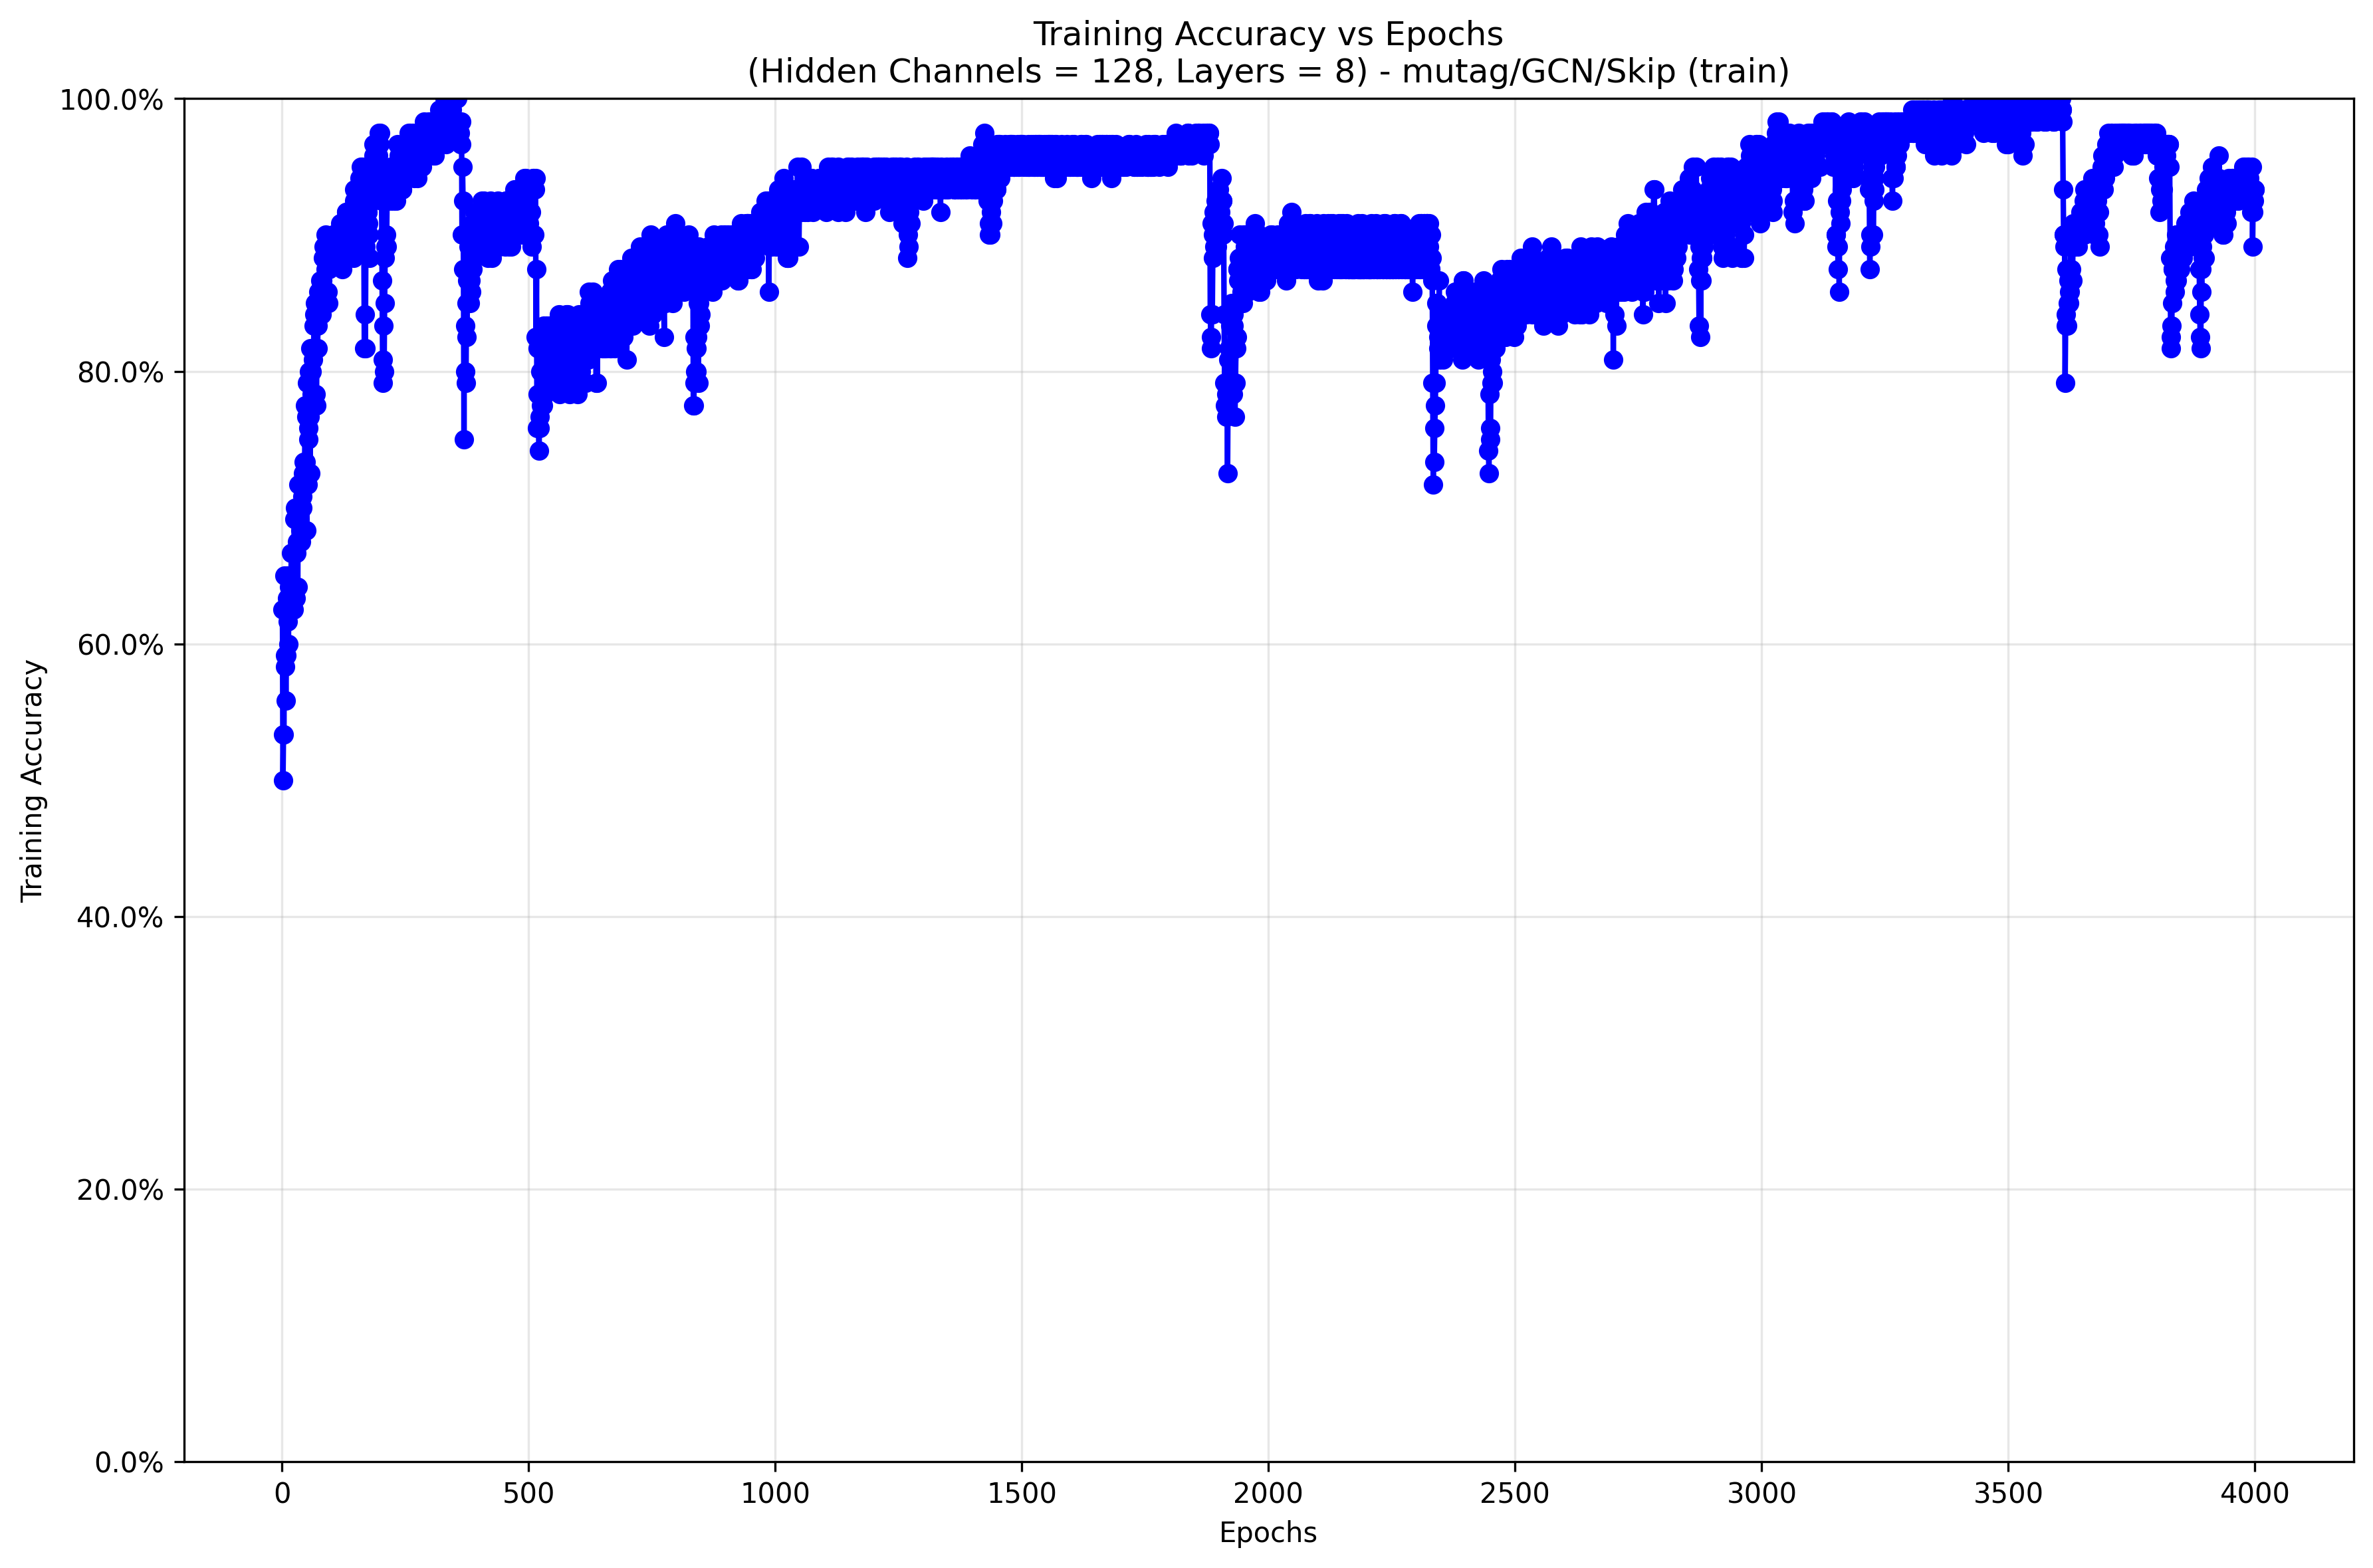 Training Accuracy vs Epochs
(Hidden Channels = 128, Layers = 8) - mutag/GCN/Skip (train)
100.0%
80.0%
60.0%
40.0%
20.0%
0.0%
Training Accuracy
0 500 1000 1500 2000 2500 3000 3500 4000
Epochs